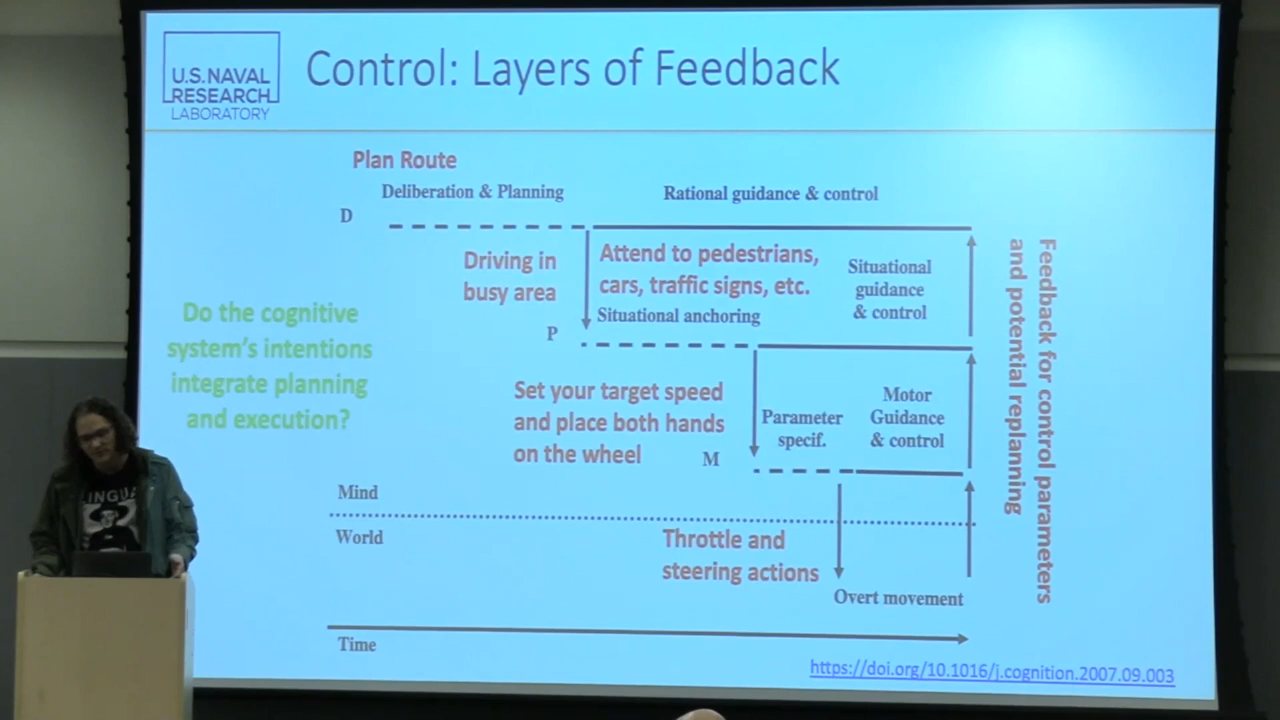 U.S. NAVAL
RESEARCH
LABORATORY
Control: Layers of Feedback
Plan Route
Deliberation & Planning
Rational guidance & control
D
Driving in
busy area
Attend to pedestrians,
cars, traffic signs, etc.
Situational anchoring
Situational
guidance
& control
P
Do the cognitive
system's intentions
integrate planning
and execution?
Set your target speed
and place both hands
on the wheel
M
Parameter
specif.
Motor
Guidance
& control
Feedback for control parameters
and potential replanning
Mind
World
Throttle and
steering actions
Overt movement
Time
https://doi.org/10.1016/j.cognition.2007.09.003
LINGUA